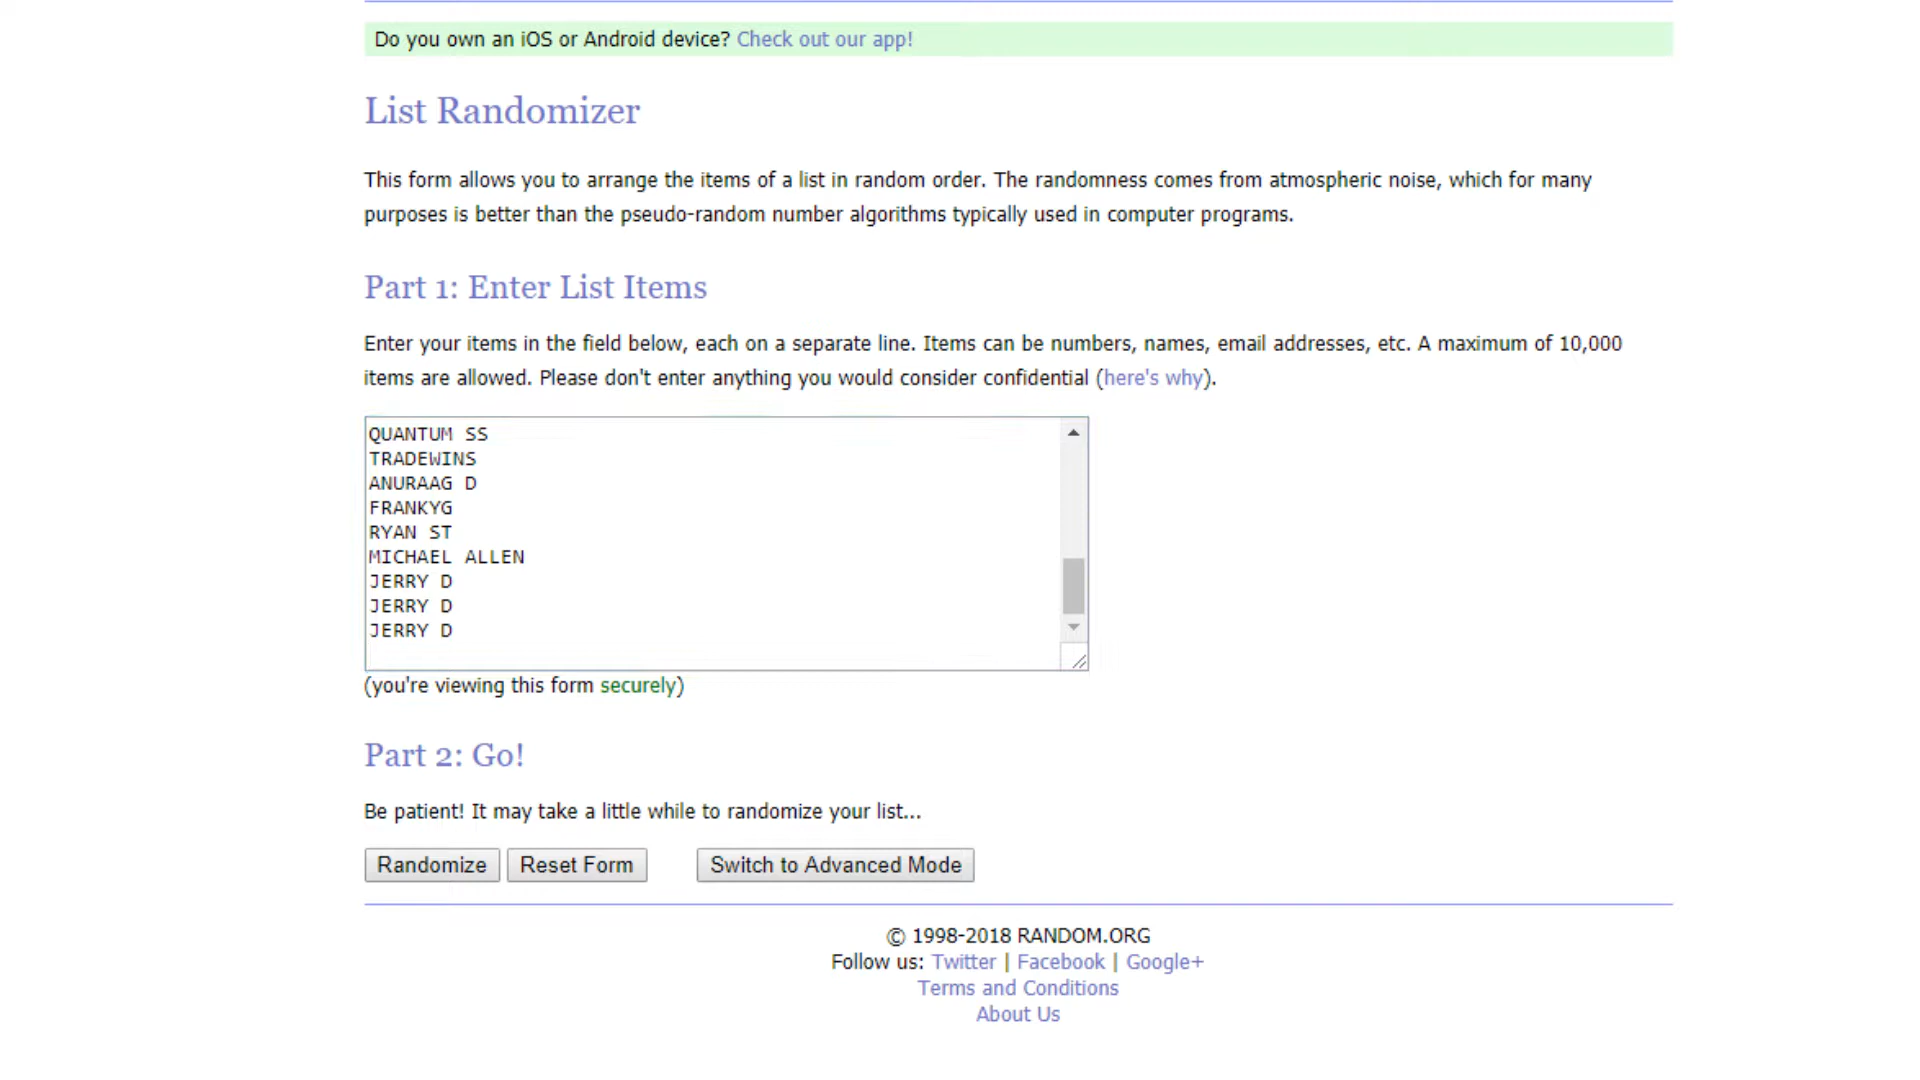 Do you own an iOS or Android device? Check out our app!
List Randomizer
This form allows you to arrange the items of a list in random order. The randomness comes from atmospheric noise, which for many
purposes is better than the pseudo-random number algorithms typically used in computer programs.
Part 1: Enter List Items
Enter your items in the field below, each on a separate line. Items can be numbers, names, email addresses, etc. A maximum of 10,000
items are allowed. Please don't enter anything you would consider confidential (here's why).
QUANTUM SS
TRADEWINS
ANURAAG D
FRANKYG
RYAN ST
MICHAEL ALLEN
JERRY D
JERRY D
JERRY D
(you're viewing this form securely)
Part 2: Go!
Be patient! It may take a little while to randomize your list...
Randomize Reset Form Switch to Advanced Mode
© 1998-2018 RANDOM.ORG
Follow us: Twitter | Facebook | Google+
Terms and Conditions
About Us